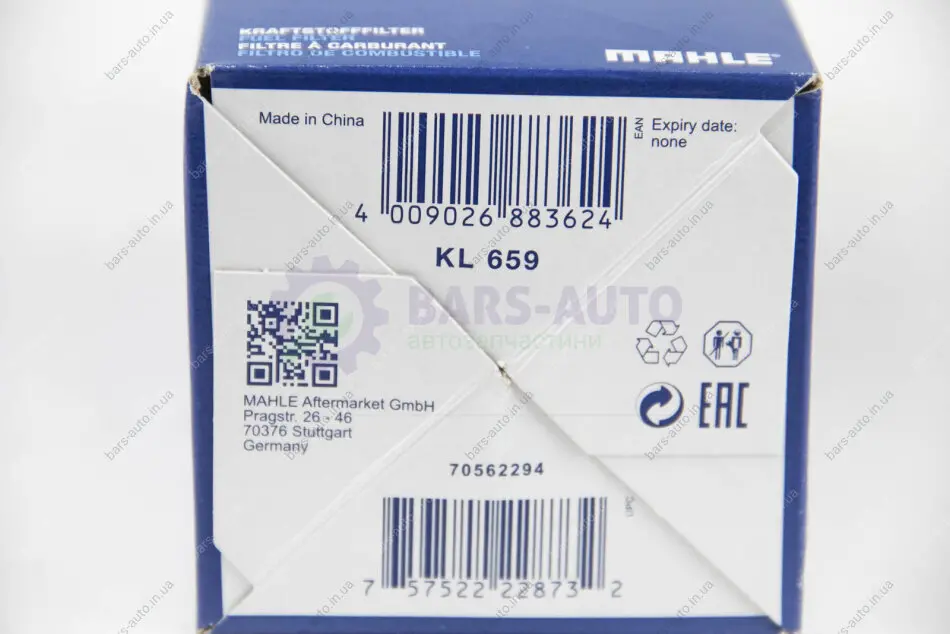 KRAFTSTOFFFILTER
FUEL FILTER
FILTRE À CARBURANT
FILTRO DE COMBUSTIBLE
MAHLE
Made in China
EAN
Expiry date:
none
4 009026 883624
KL 659
BARS-AUTO
автозапчастини
MAHLE Aftermarket GmbH
Pragstr. 26 - 46
70376 Stuttgart
Germany
EAC
70562294
UPC
7 57522 22873 2
bars-auto.in.ua